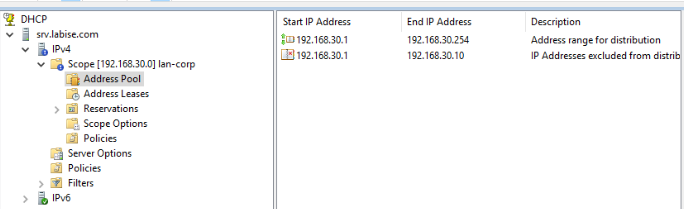 DHCP
srv.labise.com
IPv4
Scope [192.168.30.0] lan-corp
Address Pool
Address Leases
Reservations
Scope Options
Policies
Server Options
Policies
Filters
IPv6
Start IP Address End IP Address Description
192.168.30.1 192.168.30.254 Address range for distribution
192.168.30.1 192.168.30.10 IP Addresses excluded from distrib